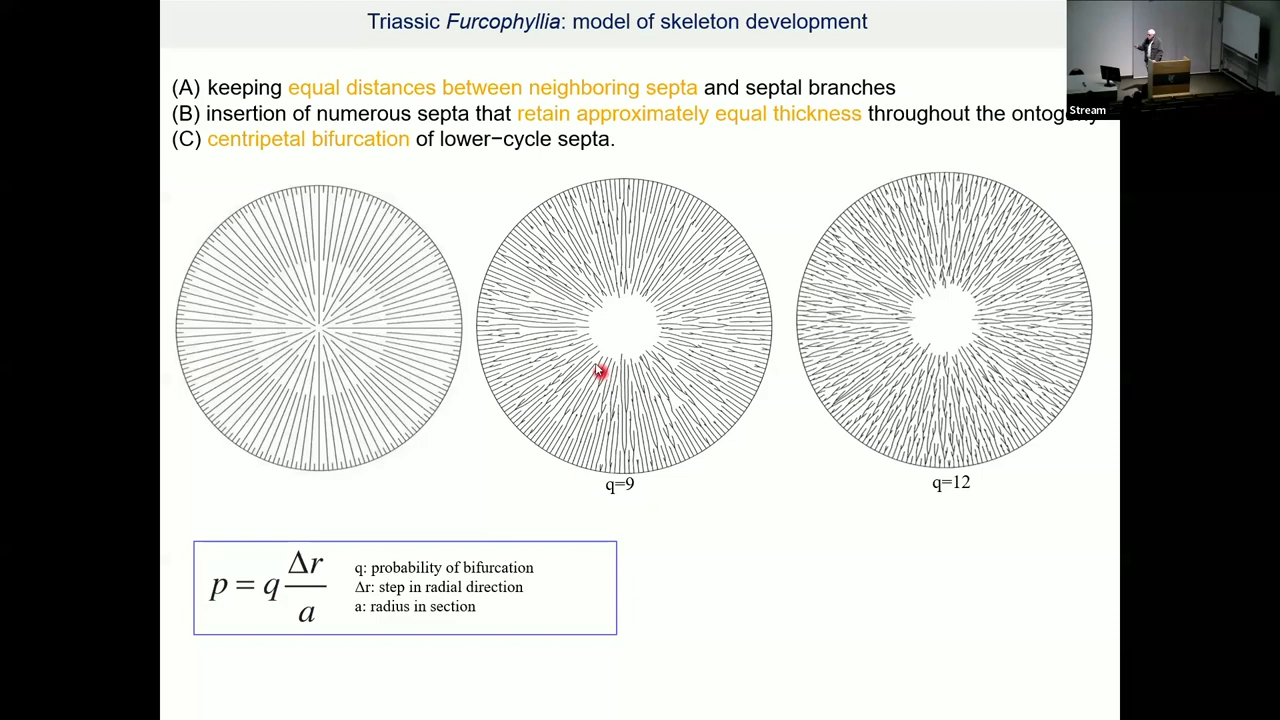 Triassic Furcophyllia: model of skeleton development
(A) keeping equal distances between neighboring septa and septal branches
(B) insertion of numerous septa that retain approximately equal thickness throughout the
(C) centripetal bifurcation of lower−cycle septa.
Stream
q=9
q=12
p = q Δr/a
q: probability of bifurcation
Δr: step in radial direction
a: radius in section